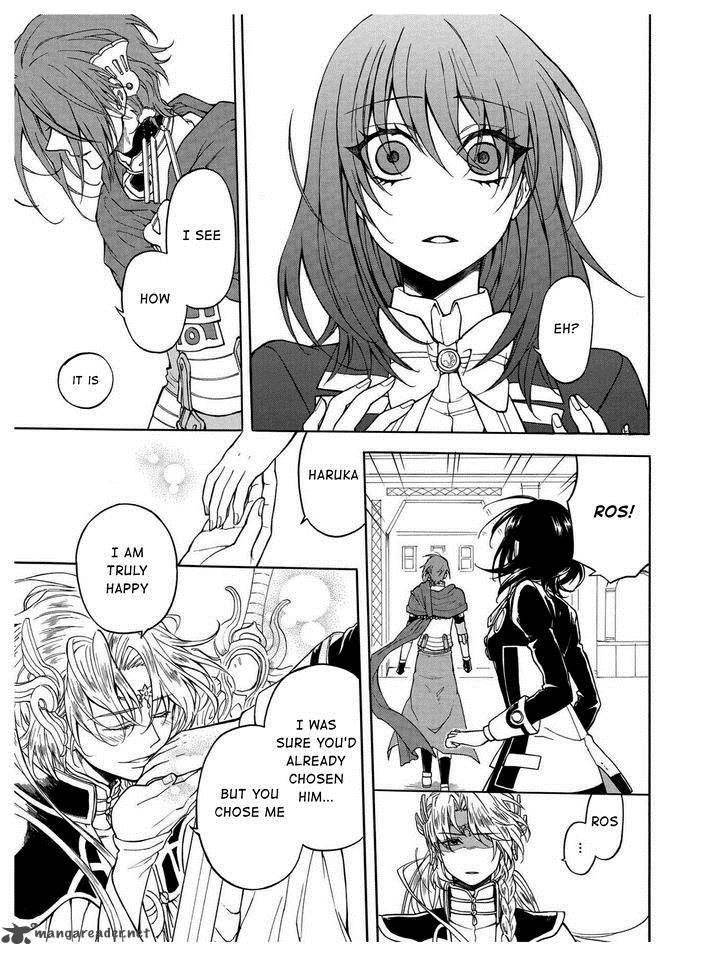 EH?
I SEE
HOW
IT IS
ROS!
ROS
...
HARUKA
I AM
TRULY
HAPPY
I WAS
SURE YOU'D
ALREADY
CHOSEN
HIM...
BUT YOU
CHOSE ME
mangareader.net